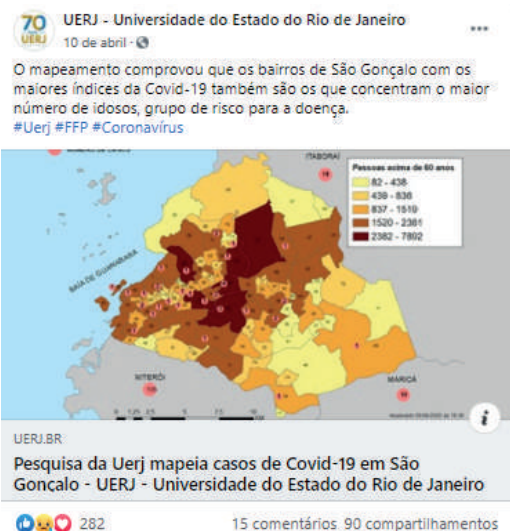 70
UERJ
UERJ - Universidade do Estado do Rio de Janeiro
10 de abril ·
O mapeamento comprovou que os bairros de São Gonçalo com os
maiores índices da Covid-19 também são os que concentram o maior
número de idosos, grupo de risco para a doença.
#Uerj #FFP #Coronavírus
ITABORAÍ
Pessoas acima de 60 anos
82 - 438
439 - 836
837 - 1519
1520 - 2381
2382 - 7802
BAÍA DE GUANABARA
NITERÓI
MARICÁ
UERJ.BR
Pesquisa da Uerj mapeia casos de Covid-19 em São
Gonçalo - UERJ - Universidade do Estado do Rio de Janeiro
282
15 comentários 90 compartilhamentos